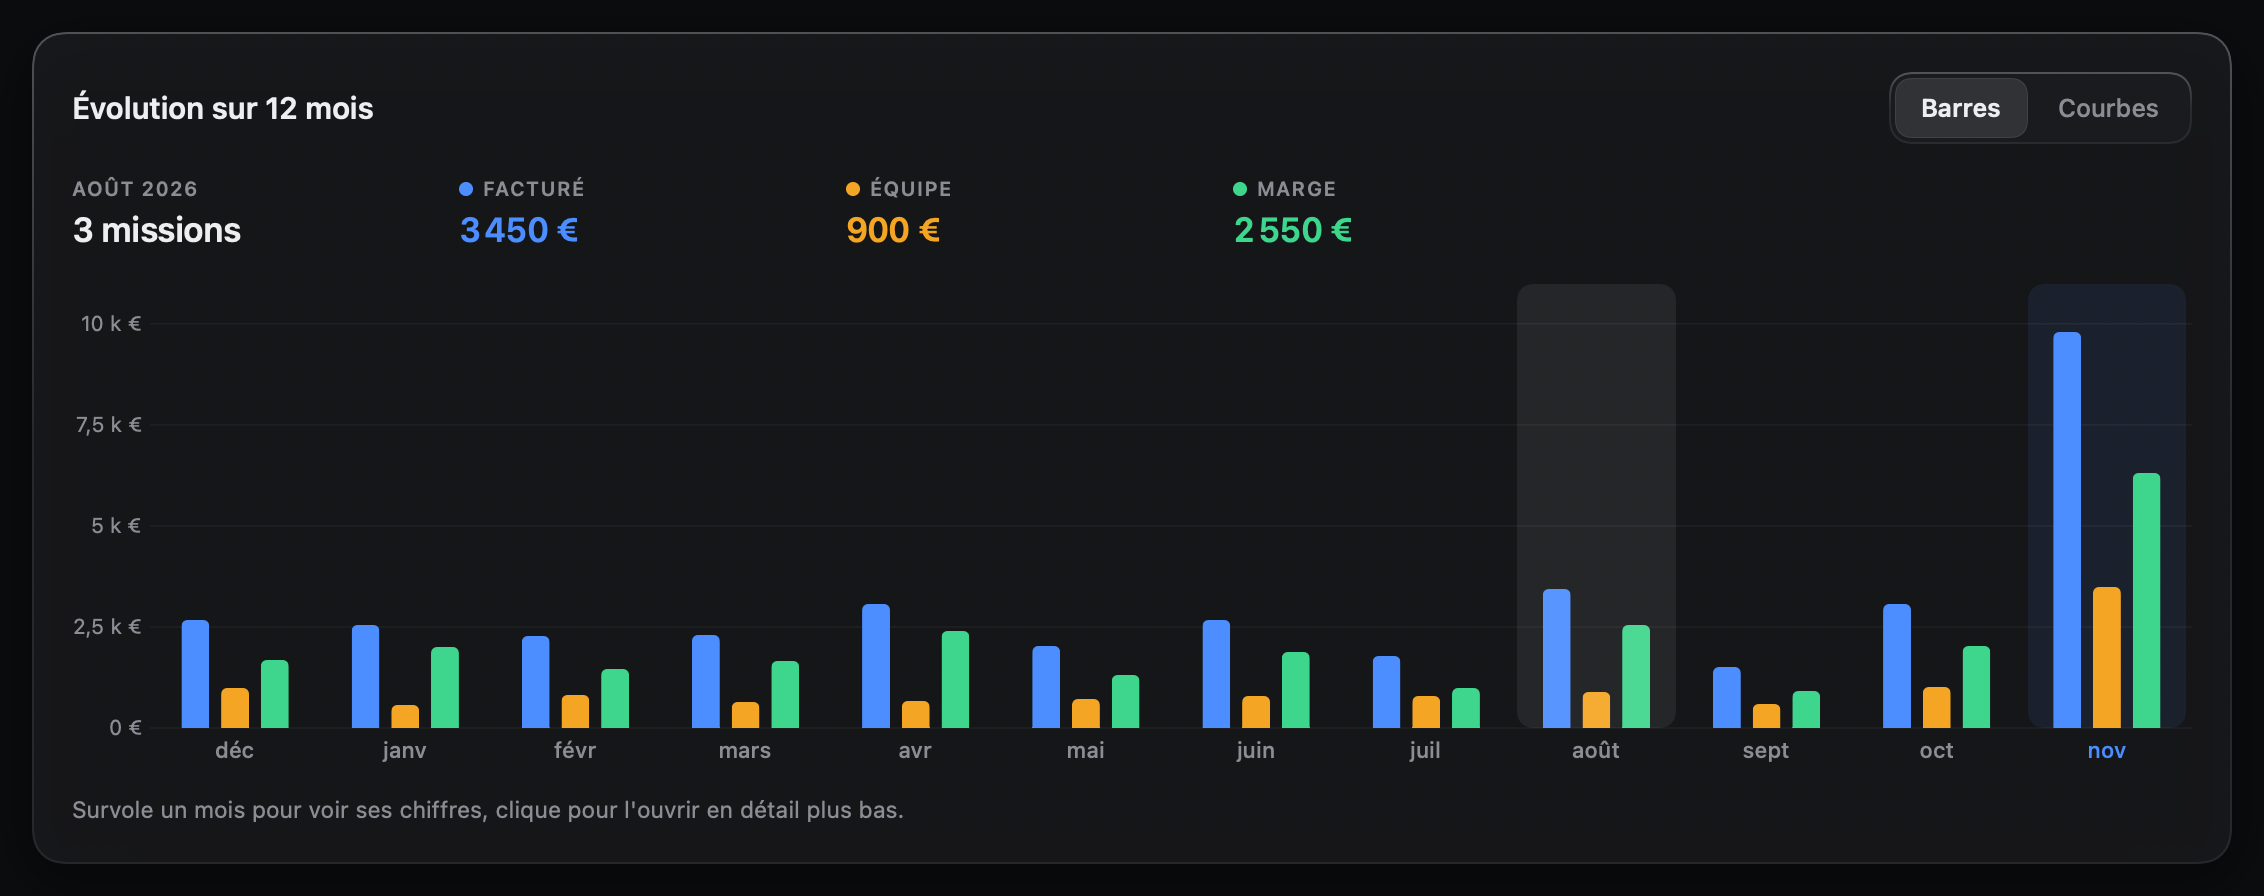 Évolution sur 12 mois
Barres
Courbes
AOÛT 2026
3 missions
FACTURÉ
3 450 €
ÉQUIPE
900 €
MARGE
2 550 €
10 k €
7,5 k €
5 k €
2,5 k €
0 €
déc
janv
févr
mars
avr
mai
juin
juil
août
sept
oct
nov
Survole un mois pour voir ses chiffres, clique pour l'ouvrir en détail plus bas.